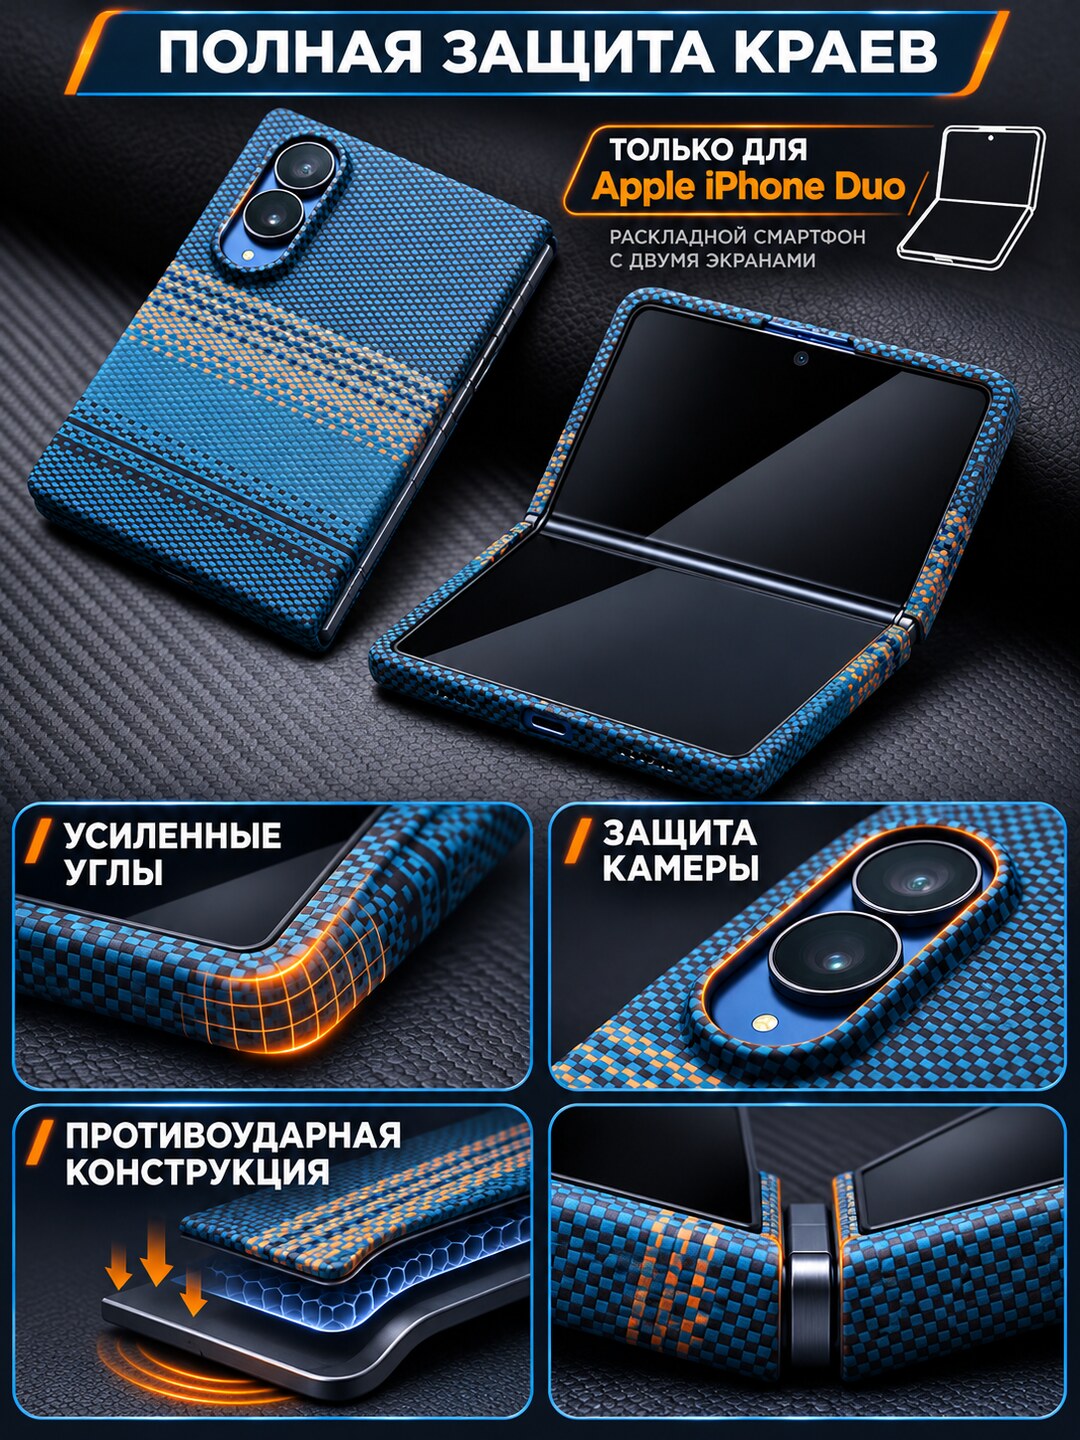 ПОЛНАЯ ЗАЩИТА КРАЕВ
ТОЛЬКО ДЛЯ
Apple iPhone Duo
РАСКЛАДНОЙ СМАРТФОН
С ДВУМЯ ЭКРАНАМИ
УСИЛЕННЫЕ
УГЛЫ
ЗАЩИТА
КАМЕРЫ
ПРОТИВОУДАРНАЯ
КОНСТРУКЦИЯ